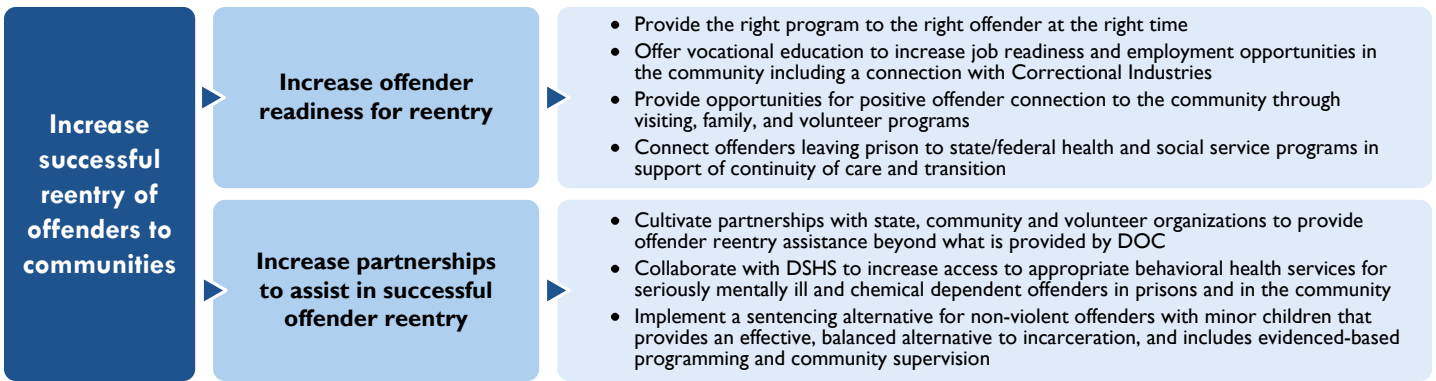 Increase
successful
reentry of
offenders to
communities
Increase offender
readiness for reentry
• Provide the right program to the right offender at the right time
• Offer vocational education to increase job readiness and employment opportunities in
the community including a connection with Correctional Industries
• Provide opportunities for positive offender connection to the community through
visiting, family, and volunteer programs
• Connect offenders leaving prison to state/federal health and social service programs in
support of continuity of care and transition
Increase partnerships
to assist in successful
offender reentry
• Cultivate partnerships with state, community and volunteer organizations to provide
offender reentry assistance beyond what is provided by DOC
• Collaborate with DSHS to increase access to appropriate behavioral health services for
seriously mentally ill and chemical dependent offenders in prisons and in the community
• Implement a sentencing alternative for non-violent offenders with minor children that
provides an effective, balanced alternative to incarceration, and includes evidenced-based
programming and community supervision